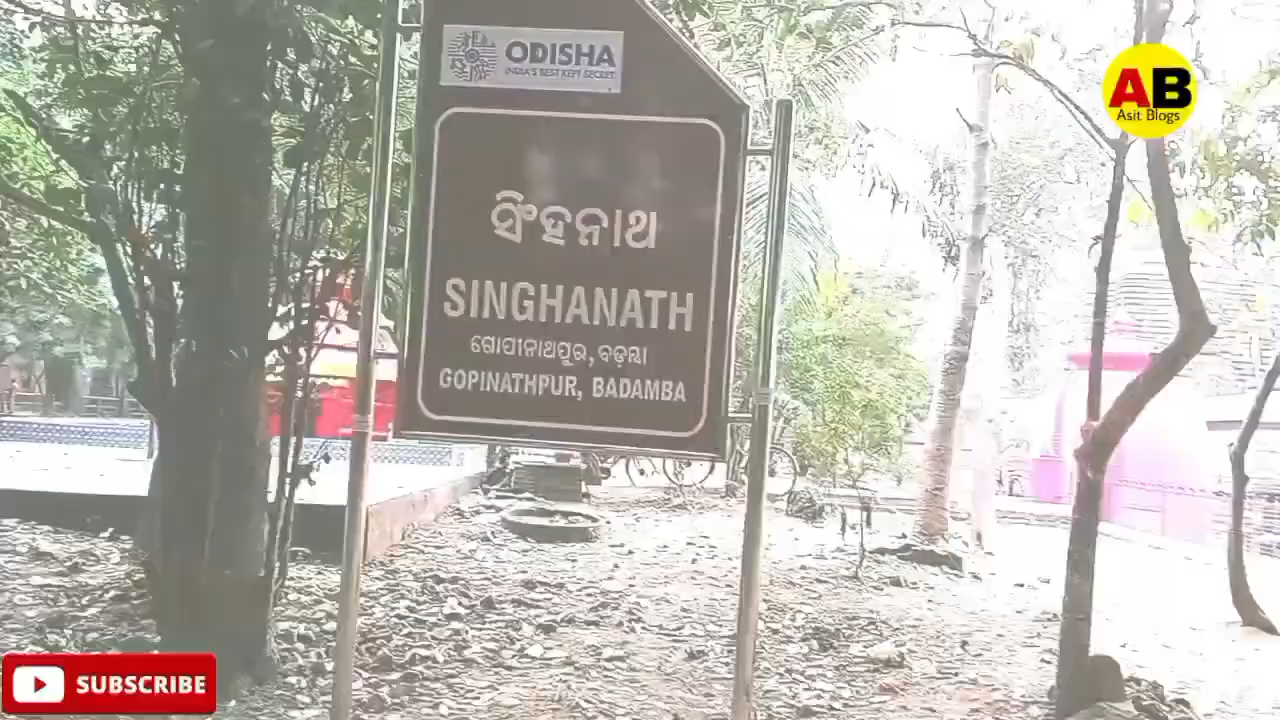 ODISHA
INDIA'S BEST KEPT SECRET
ସିଂହନାଥ
SINGHANATH
ଗୋପୀନାଥପୁର, ବଡ଼ମ୍ବା
GOPINATHPUR, BADAMBA
AB
Asit Blogs
SUBSCRIBE